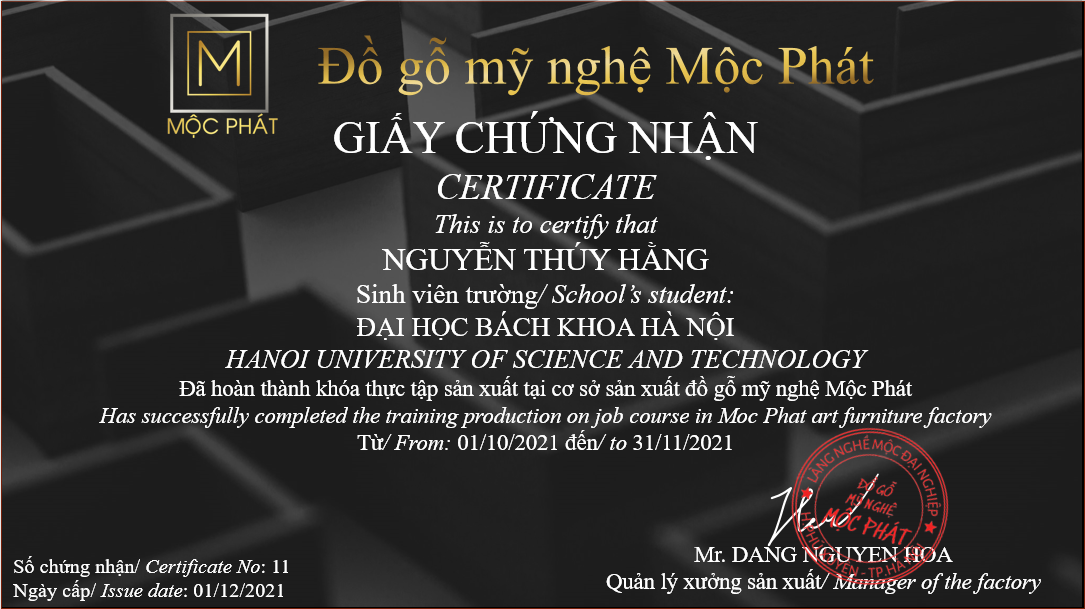 M
MỘC PHÁT
Đồ gỗ mỹ nghệ Mộc Phát
GIẤY CHỨNG NHẬN
CERTIFICATE
This is to certify that
NGUYỄN THÚY HẰNG
Sinh viên trường/ School's student:
ĐẠI HỌC BÁCH KHOA HÀ NỘI
HANOI UNIVERSITY OF SCIENCE AND TECHNOLOGY
Đã hoàn thành khóa thực tập sản xuất tại cơ sở sản xuất đồ gỗ mỹ nghệ Mộc Phát
Has successfully completed the training production on job course in Moc Phat art furniture factory
Từ/ From: 01/10/2021 đến/ to 31/11/2021
LÀNG NGHỀ MỘC ĐẠI NGHIỆP
ĐỒ GỖ
MỸ NGHỆ
MỘC PHÁT
Mr. DANG NGUYEN HOA
Quản lý xưởng sản xuất/ Manager of the factory
Số chứng nhận/ Certificate No: 11
Ngày cấp/ Issue date: 01/12/2021